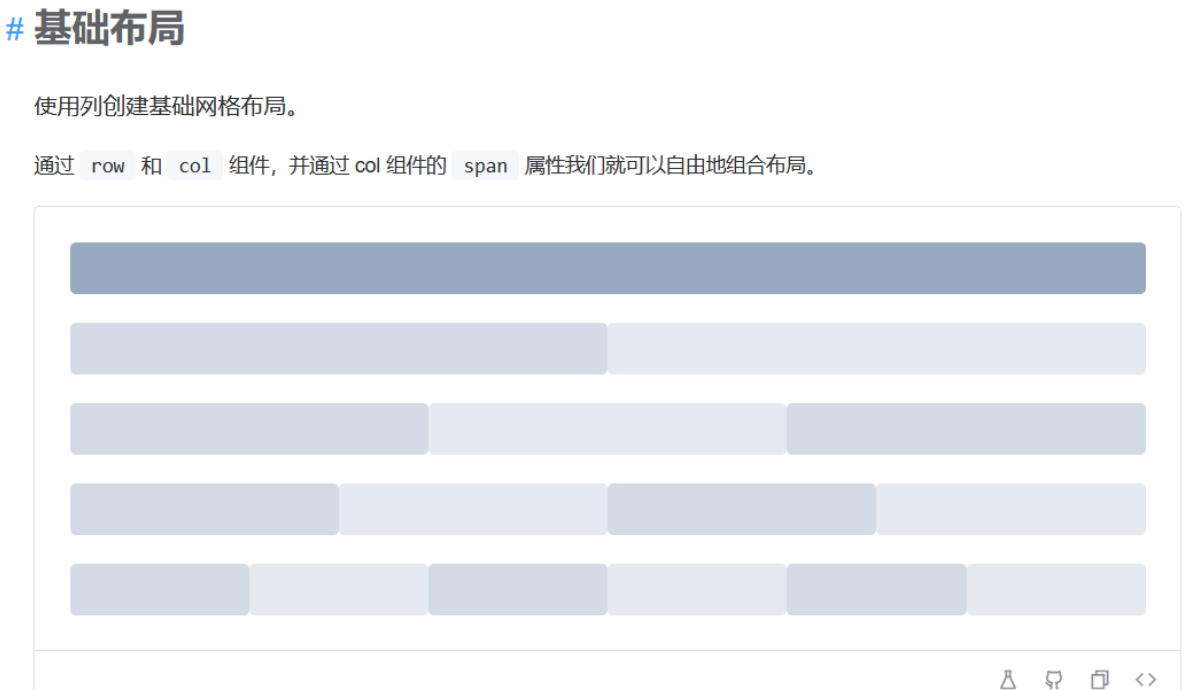 # 基础布局
使用列创建基础网格布局。
通过 row 和 col 组件，并通过 col 组件的 span 属性我们就可以自由地组合布局。